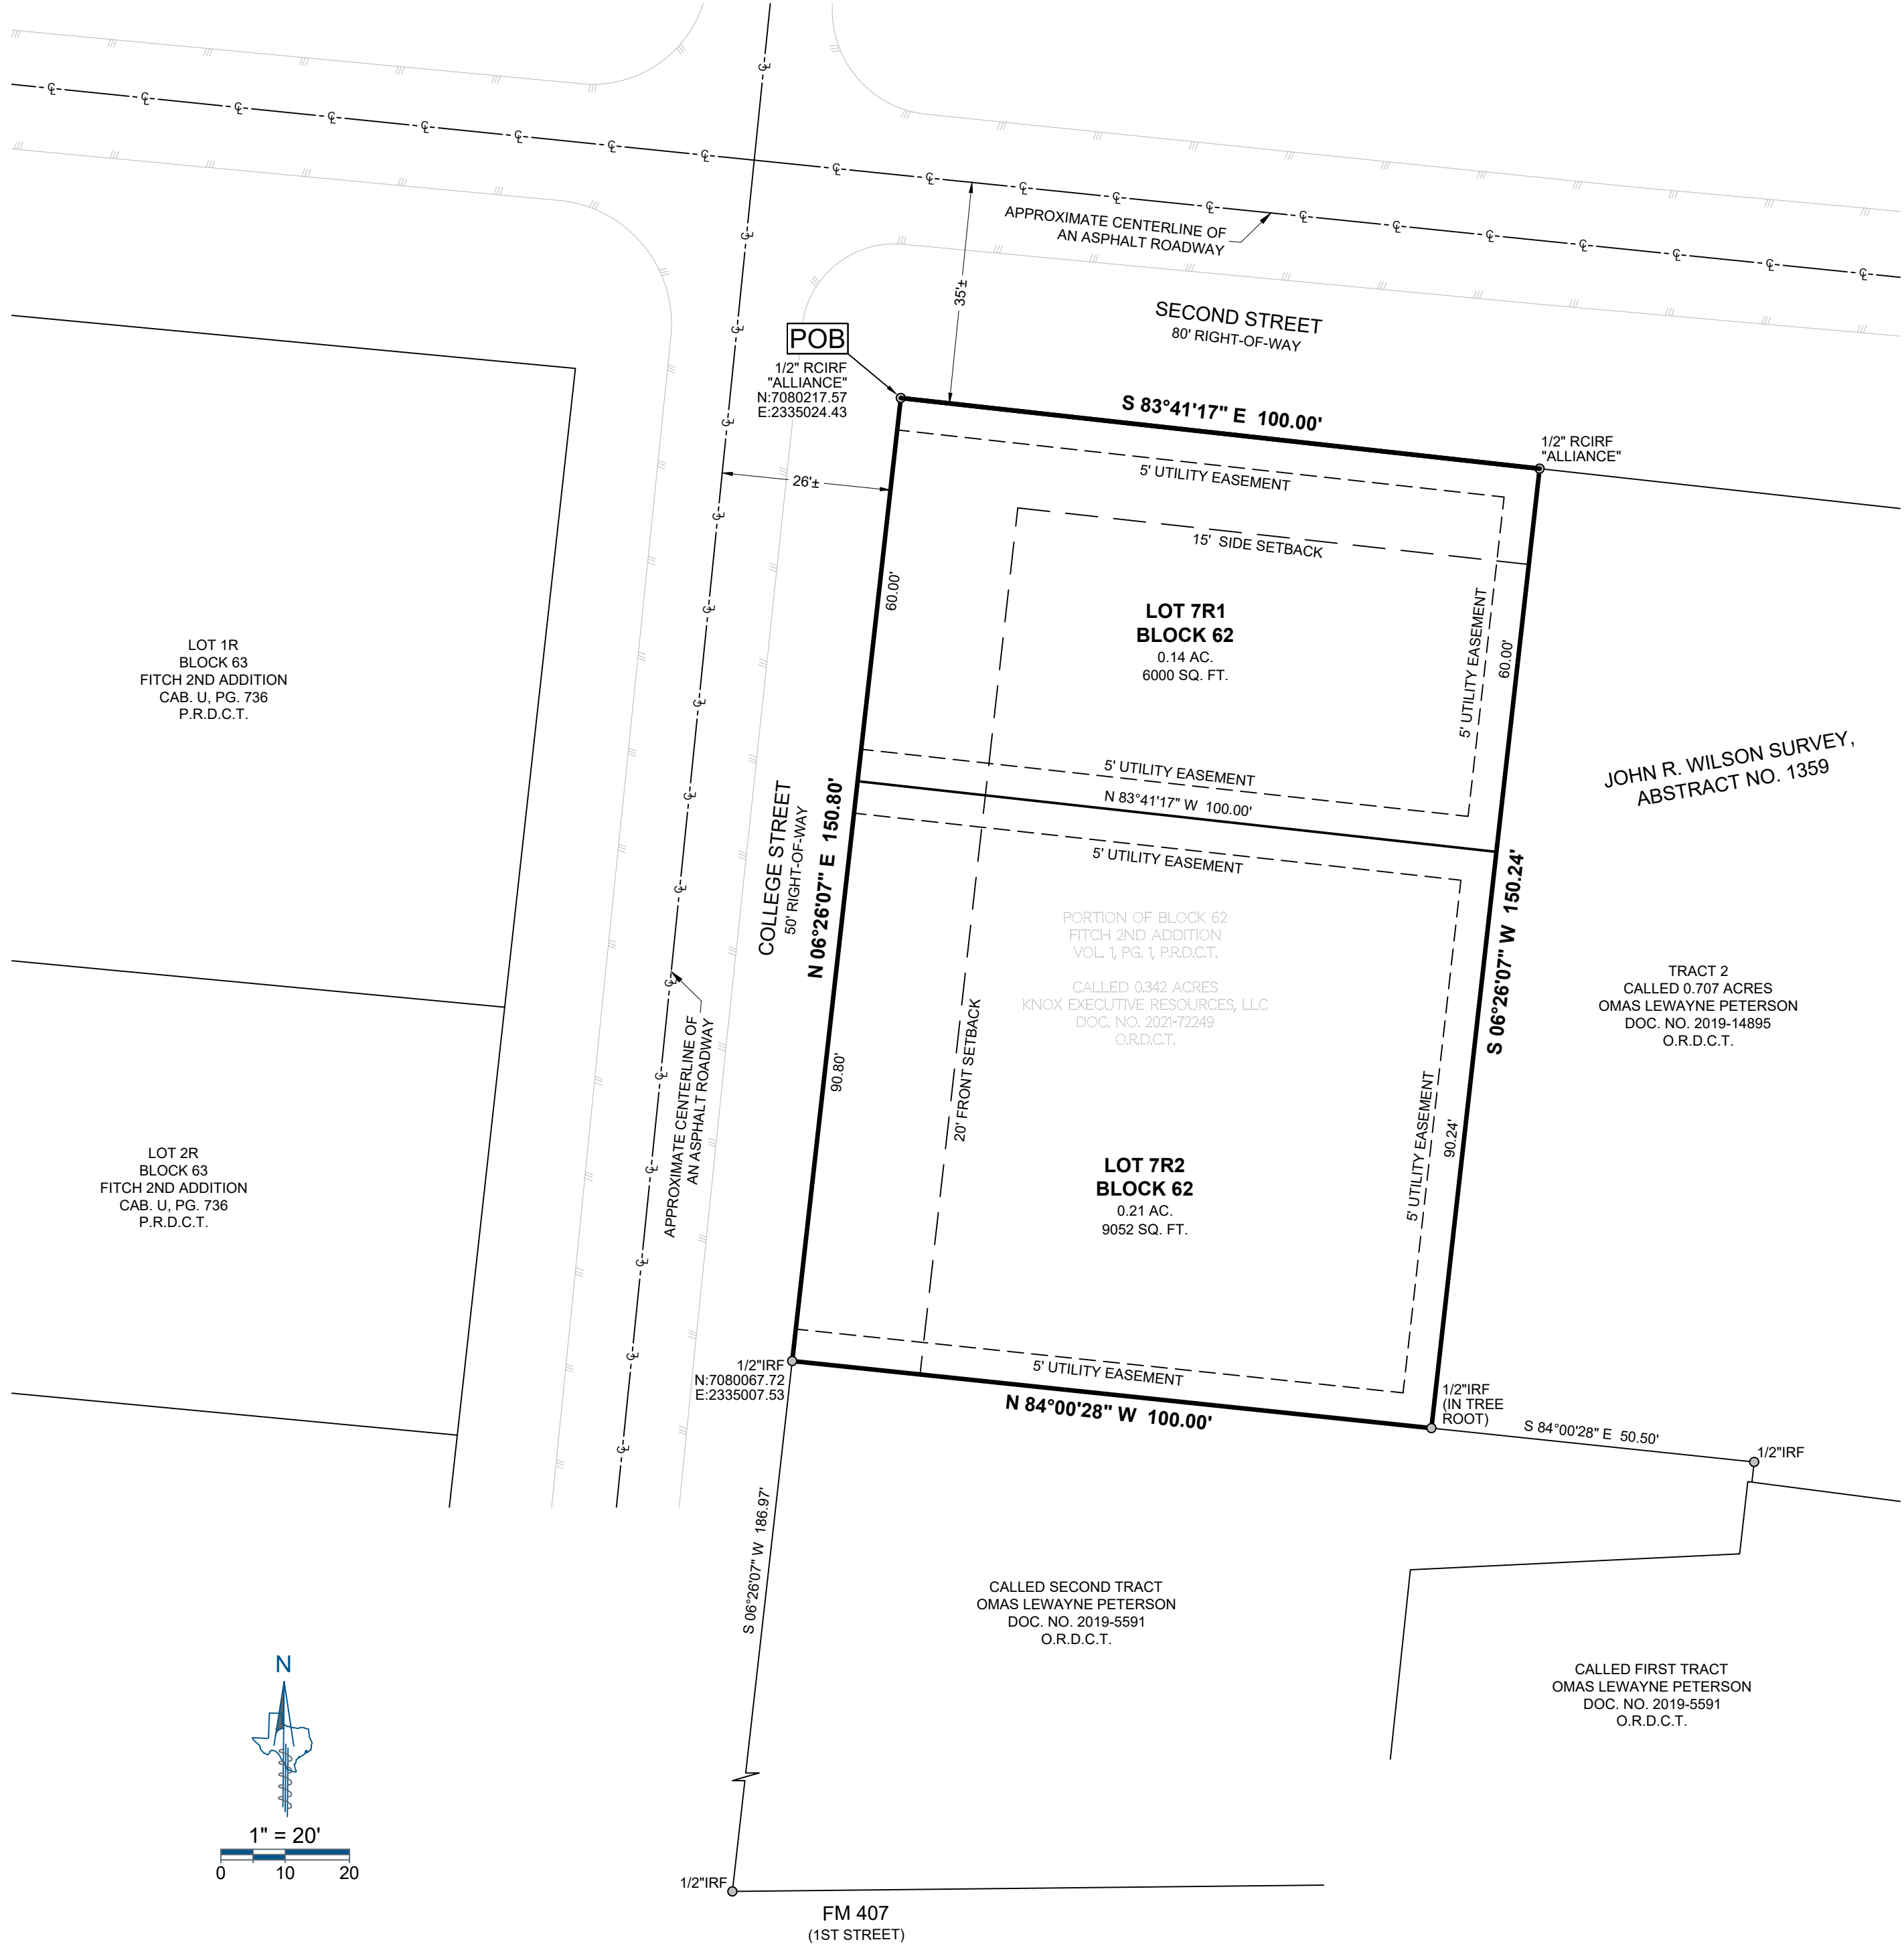 APPROXIMATE CENTERLINE OF
AN ASPHALT ROADWAY
35'±
SECOND STREET
80' RIGHT-OF-WAY
POB
1/2" RCIRF
"ALLIANCE"
N:7080217.57
E:2335024.43
S 83°41'17" E 100.00'
1/2" RCIRF
"ALLIANCE"
26'±
5' UTILITY EASEMENT
15' SIDE SETBACK
60.00'
LOT 7R1
BLOCK 62
0.14 AC.
6000 SQ. FT.
5' UTILITY EASEMENT
60.00'
LOT 1R
BLOCK 63
FITCH 2ND ADDITION
CAB. U, PG. 736
P.R.D.C.T.
JOHN R. WILSON SURVEY,
ABSTRACT NO. 1359
5' UTILITY EASEMENT
N 83°41'17" W 100.00'
5' UTILITY EASEMENT
COLLEGE STREET
50' RIGHT-OF-WAY
N 06°26'07" E 150.80'
S 06°26'07" W 150.24'
PORTION OF BLOCK 62
FITCH 2ND ADDITION
VOL. 1, PG. 1, P.R.D.C.T.
CALLED 0.342 ACRES
KNOX EXECUTIVE RESOURCES, LLC
DOC. NO. 2021-72249
O.R.D.C.T.
TRACT 2
CALLED 0.707 ACRES
OMAS LEWAYNE PETERSON
DOC. NO. 2019-14895
O.R.D.C.T.
APPROXIMATE CENTERLINE OF
AN ASPHALT ROADWAY
90.80'
20' FRONT SETBACK
5' UTILITY EASEMENT
90.24'
LOT 2R
BLOCK 63
FITCH 2ND ADDITION
CAB. U, PG. 736
P.R.D.C.T.
LOT 7R2
BLOCK 62
0.21 AC.
9052 SQ. FT.
1/2"IRF
N:7080067.72
E:2335007.53
5' UTILITY EASEMENT
N 84°00'28" W 100.00'
1/2"IRF
(IN TREE
ROOT)
S 84°00'28" E 50.50'
1/2"IRF
S 06°26'07" W 186.97'
CALLED SECOND TRACT
OMAS LEWAYNE PETERSON
DOC. NO. 2019-5591
O.R.D.C.T.
CALLED FIRST TRACT
OMAS LEWAYNE PETERSON
DOC. NO. 2019-5591
O.R.D.C.T.
N
1" = 20'
0 10 20
1/2"IRF
FM 407
(1ST STREET)